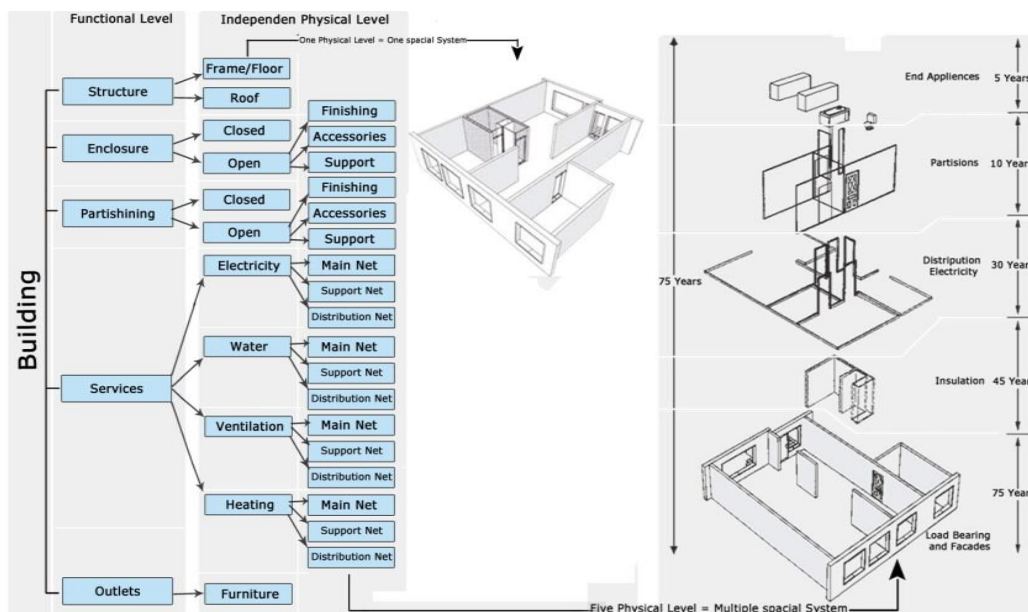 Functional Level
Independen Physical Level
One Physical Level = One spacial System
Building
Structure
Frame/Floor
Roof
Enclosure
Closed
Open
Finishing
Accessories
Support
Partishining
Closed
Open
Finishing
Accessories
Support
Services
Electricity
Main Net
Support Net
Distribution Net
Water
Main Net
Support Net
Distribution Net
Ventilation
Main Net
Support Net
Distribution Net
Heating
Main Net
Support Net
Distribution Net
Outlets
Furniture
Five Physical Level = Multiple spacial System
75 Years
End Appliences
5 Years
Partisions
10 Year
Distripution
Electricity
30 Year
Insulation
45 Year
Load Bearing
and Facades
75 Years